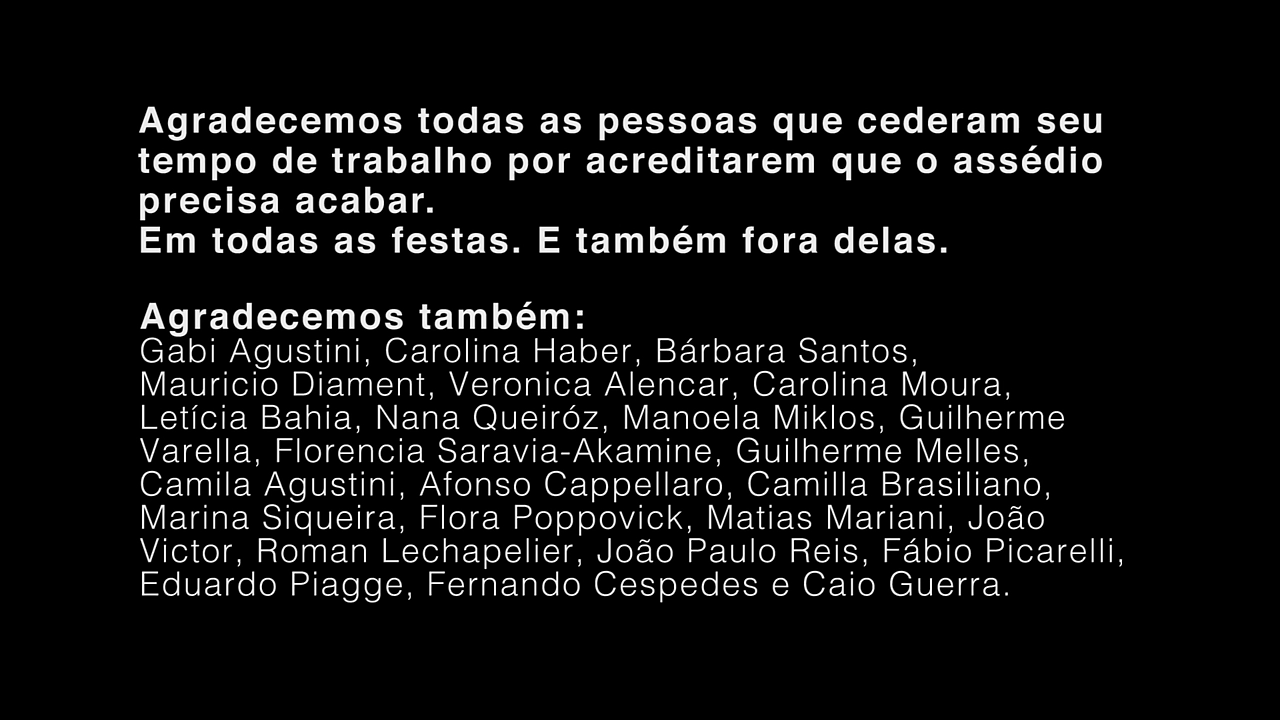 Agradecemos todas as pessoas que cederam seu
tempo de trabalho por acreditarem que o assédio
precisa acabar.
Em todas as festas. E também fora delas.
Agradecemos também:
Gabi Agustini, Carolina Haber, Bárbara Santos,
Mauricio Diament, Veronica Alencar, Carolina Moura,
Letícia Bahia, Nana Queiróz, Manoela Miklos, Guilherme
Varella, Florencia Saravia-Akamine, Guilherme Melles,
Camila Agustini, Afonso Cappellaro, Camilla Brasiliano,
Marina Siqueira, Flora Poppovick, Matias Mariani, João
Victor, Roman Lechapelier, João Paulo Reis, Fábio Picarelli,
Eduardo Piagge, Fernando Cespedes e Caio Guerra.